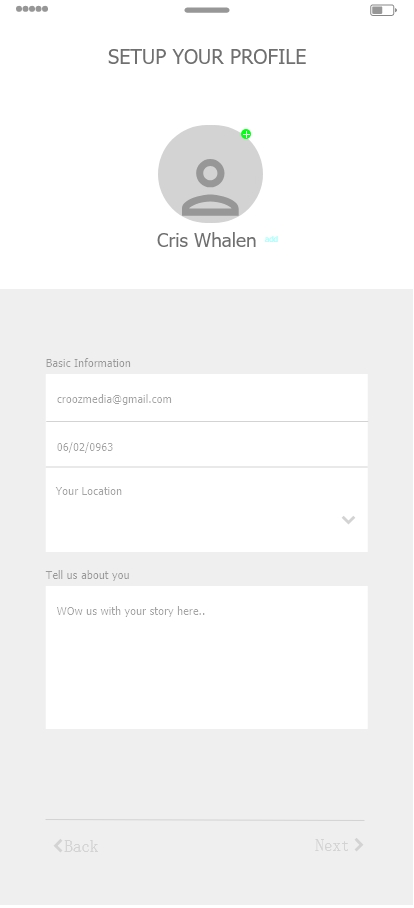 SETUP YOUR PROFILE
Cris Whalen
Basic Information
croozmedia@gmail.com
06/02/0963
Your Location
Tell us about you
WOw us with your story here..
Back
Next